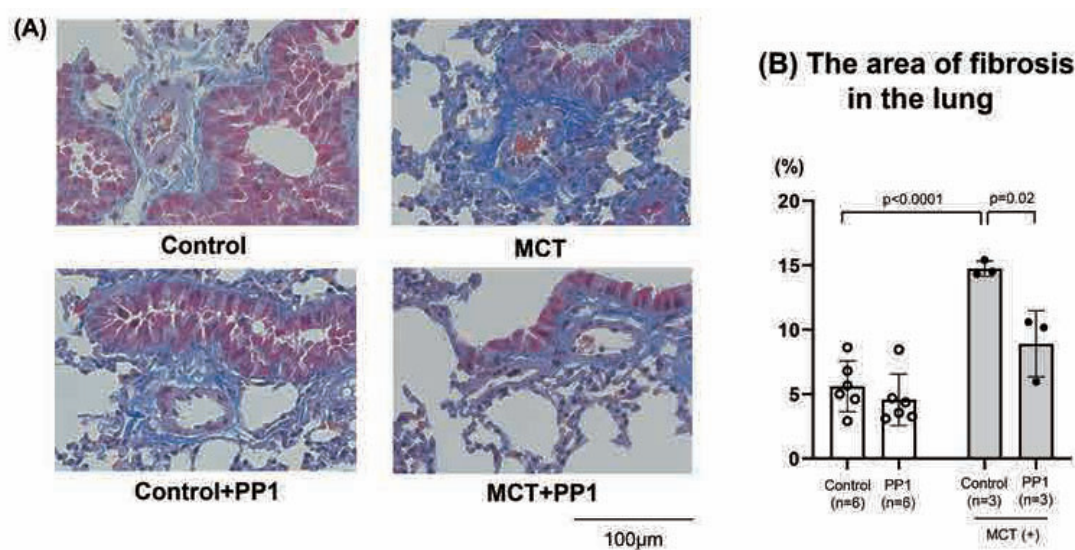 (A)
Control
MCT
Control+PP1
MCT+PP1
100μm
(B) The area of fibrosis
in the lung
(%)
p<0.0001
p=0.02
20
15
10
5
0
Control
(n=6)
PP1
(n=6)
Control
(n=3)
PP1
(n=3)
MCT (+)